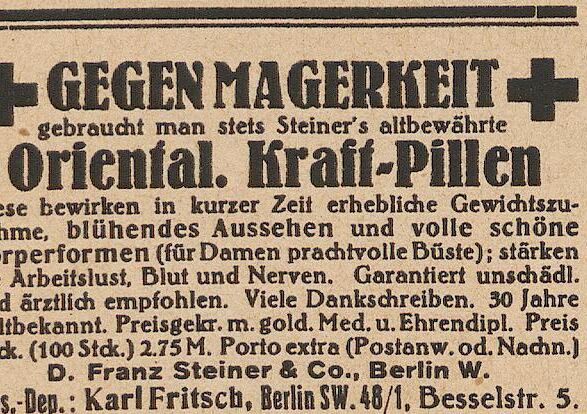 GEGEN MAGERKEIT
gebraucht man stets Steiner's altbewährte
Oriental. Kraft-Pillen
ese bewirken in kurzer Zeit erhebliche Gewichtszu-
hme, blühendes Aussehen und volle schöne
rperformen (für Damen prachtvolle Büste); stärken
Arbeitslust, Blut und Nerven. Garantiert unschädl.
d ärztlich empfohlen. Viele Dankschreiben. 30 Jahre
ltbekannt. Preisgekr. m. gold. Med. u. Ehrendipl. Preis
ck. (100 Stck.) 2.75 M. Porto extra (Postanw. od. Nachn.)
D. Franz Steiner & Co., Berlin W.
s.-Dep.: Karl Fritsch, Berlin SW. 48/1, Besselstr. 5.